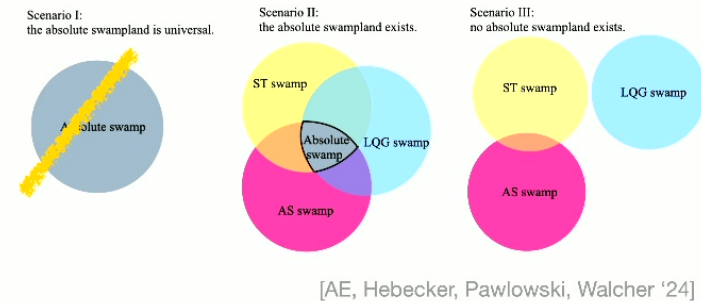 Scenario I:
the absolute swampland is universal.
Absolute swamp
Scenario II:
the absolute swampland exists.
ST swamp
Absolute
swamp
LQG swamp
AS swamp
Scenario III:
no absolute swampland exists.
ST swamp
LQG swamp
AS swamp
[AE, Hebecker, Pawlowski, Walcher ‘24]